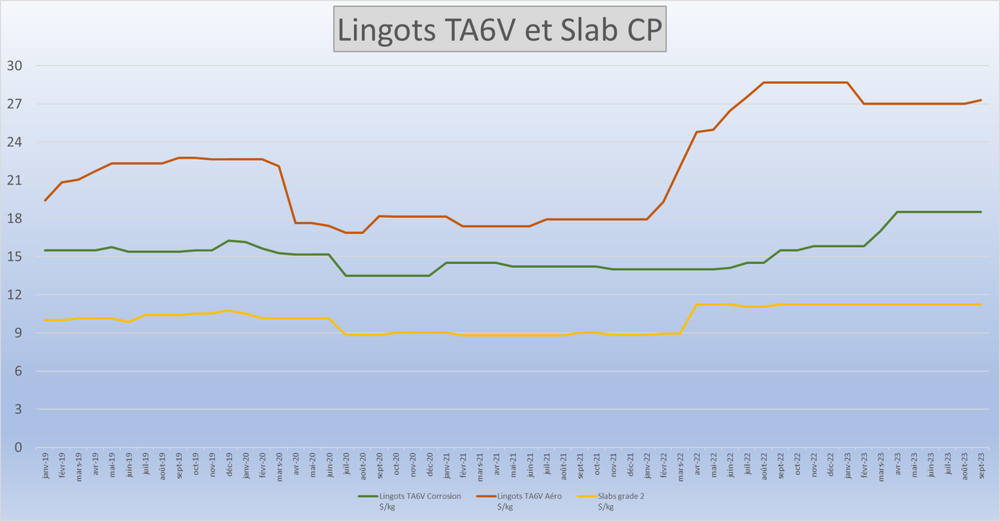 Lingots TA6V et Slab CP
30
27
24
21
18
15
12
9
6
3
0
janv-19
févr-19
mars-19
avr-19
mai-19
juin-19
juil-19
août-19
sept-19
oct-19
nov-19
déc-19
janv-20
févr-20
mars-20
avr-20
mai-20
juin-20
juil-20
août-20
sept-20
oct-20
nov-20
déc-20
janv-21
févr-21
mars-21
avr-21
mai-21
juin-21
juil-21
août-21
sept-21
oct-21
nov-21
déc-21
janv-22
févr-22
mars-22
avr-22
mai-22
juin-22
juil-22
août-22
sept-22
oct-22
nov-22
déc-22
janv-23
févr-23
mars-23
avr-23
mai-23
juin-23
juil-23
août-23
sept-23
Lingots TA6V Corrosion
$/kg
Lingots TA6V Aéro
$/kg
Slabs grade 2
$/kg